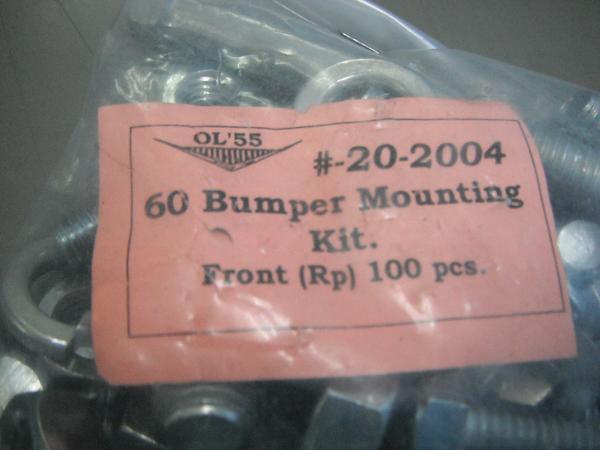 OL'55
#-20-2004
60 Bumper Mounting
Kit.
Front (Rp) 100 pcs.